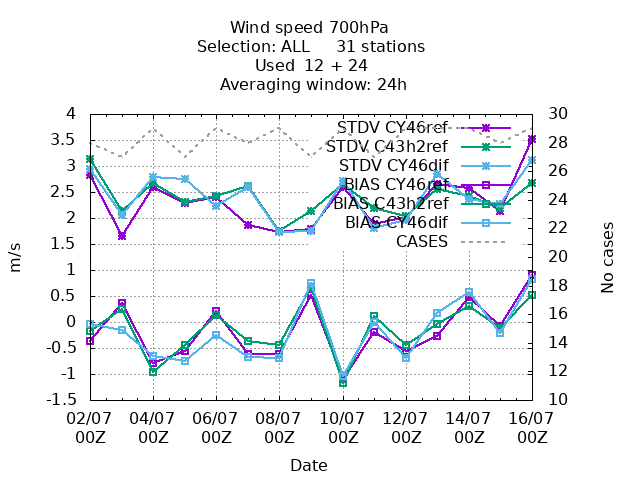 Wind speed 700hPa
Selection: ALL 31 stations
Used 12 + 24
Averaging window: 24h
STDV CY46ref
STDV C43h2ref
STDV CY46dif
BIAS CY46ref
BIAS C43h2ref
BIAS CY46dif
CASES
4
3.5
3
2.5
2
1.5
1
0.5
0
-0.5
-1
-1.5
m/s
30
28
26
24
22
20
18
16
14
12
10
No cases
02/07 04/07 06/07 08/07 10/07 12/07 14/07 16/07
00Z 00Z 00Z 00Z 00Z 00Z 00Z 00Z
Date